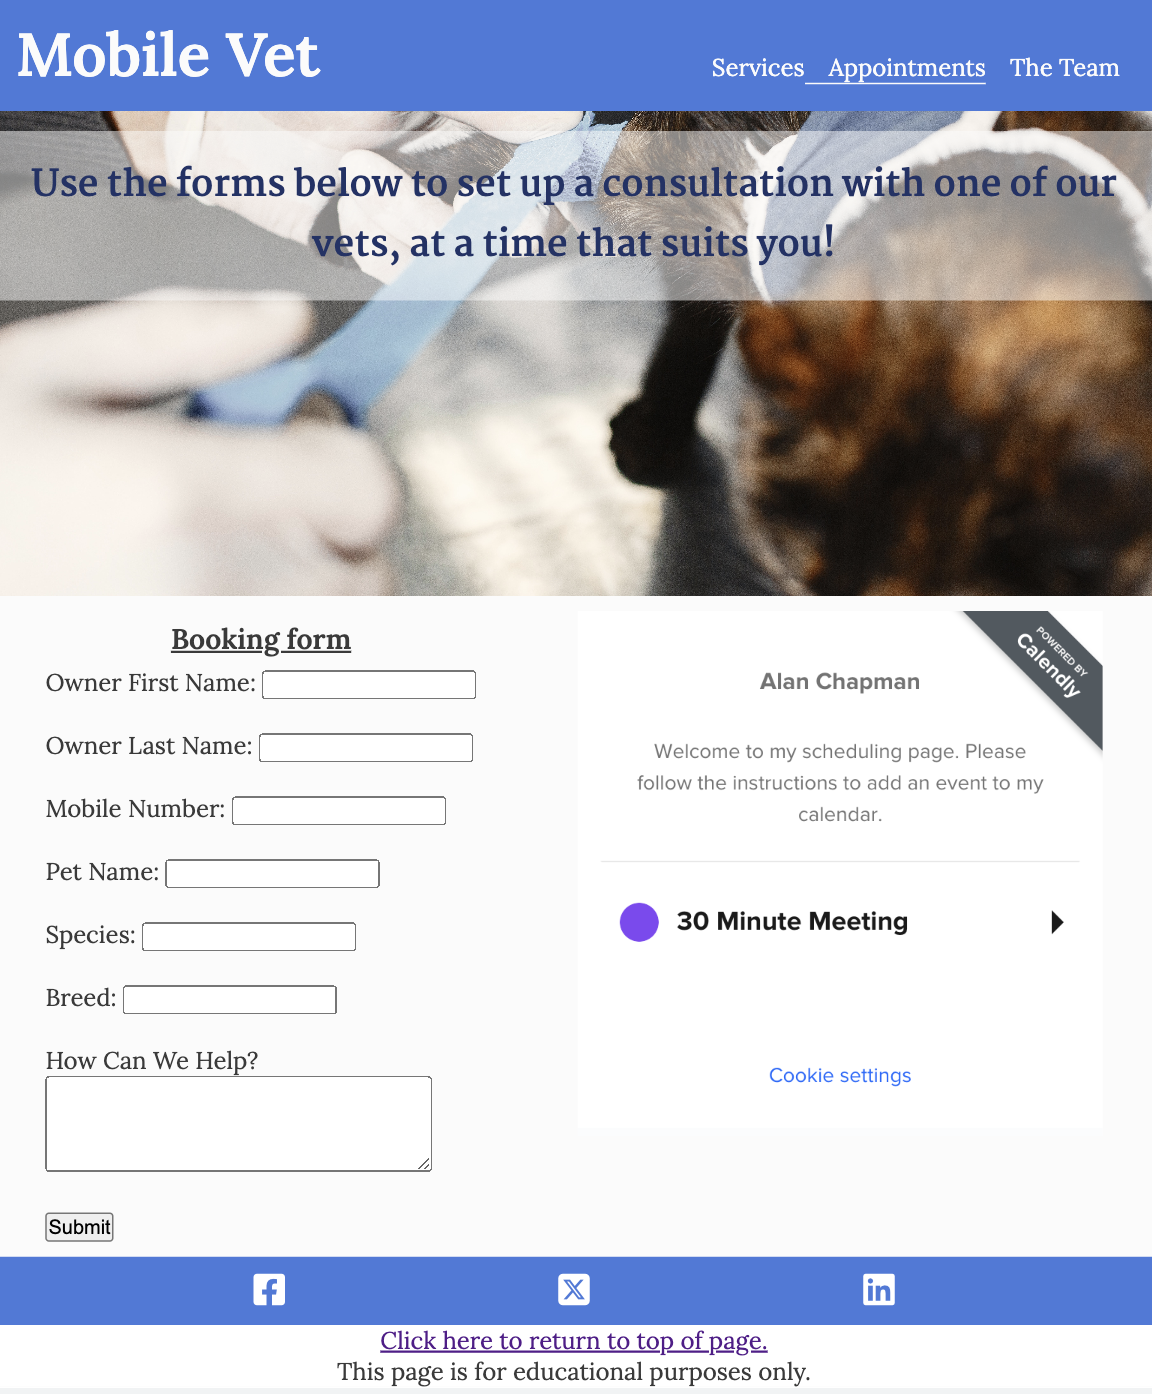 Mobile Vet
Services Appointments The Team
Use the forms below to set up a consultation with one of our
vets, at a time that suits you!
Booking form
Owner First Name:
Owner Last Name:
Mobile Number:
Pet Name:
Species:
Breed:
How Can We Help?
Submit
POWERED BY
Calendly
Alan Chapman
Welcome to my scheduling page. Please
follow the instructions to add an event to my
calendar.
30 Minute Meeting
Cookie settings
Click here to return to top of page.
This page is for educational purposes only.